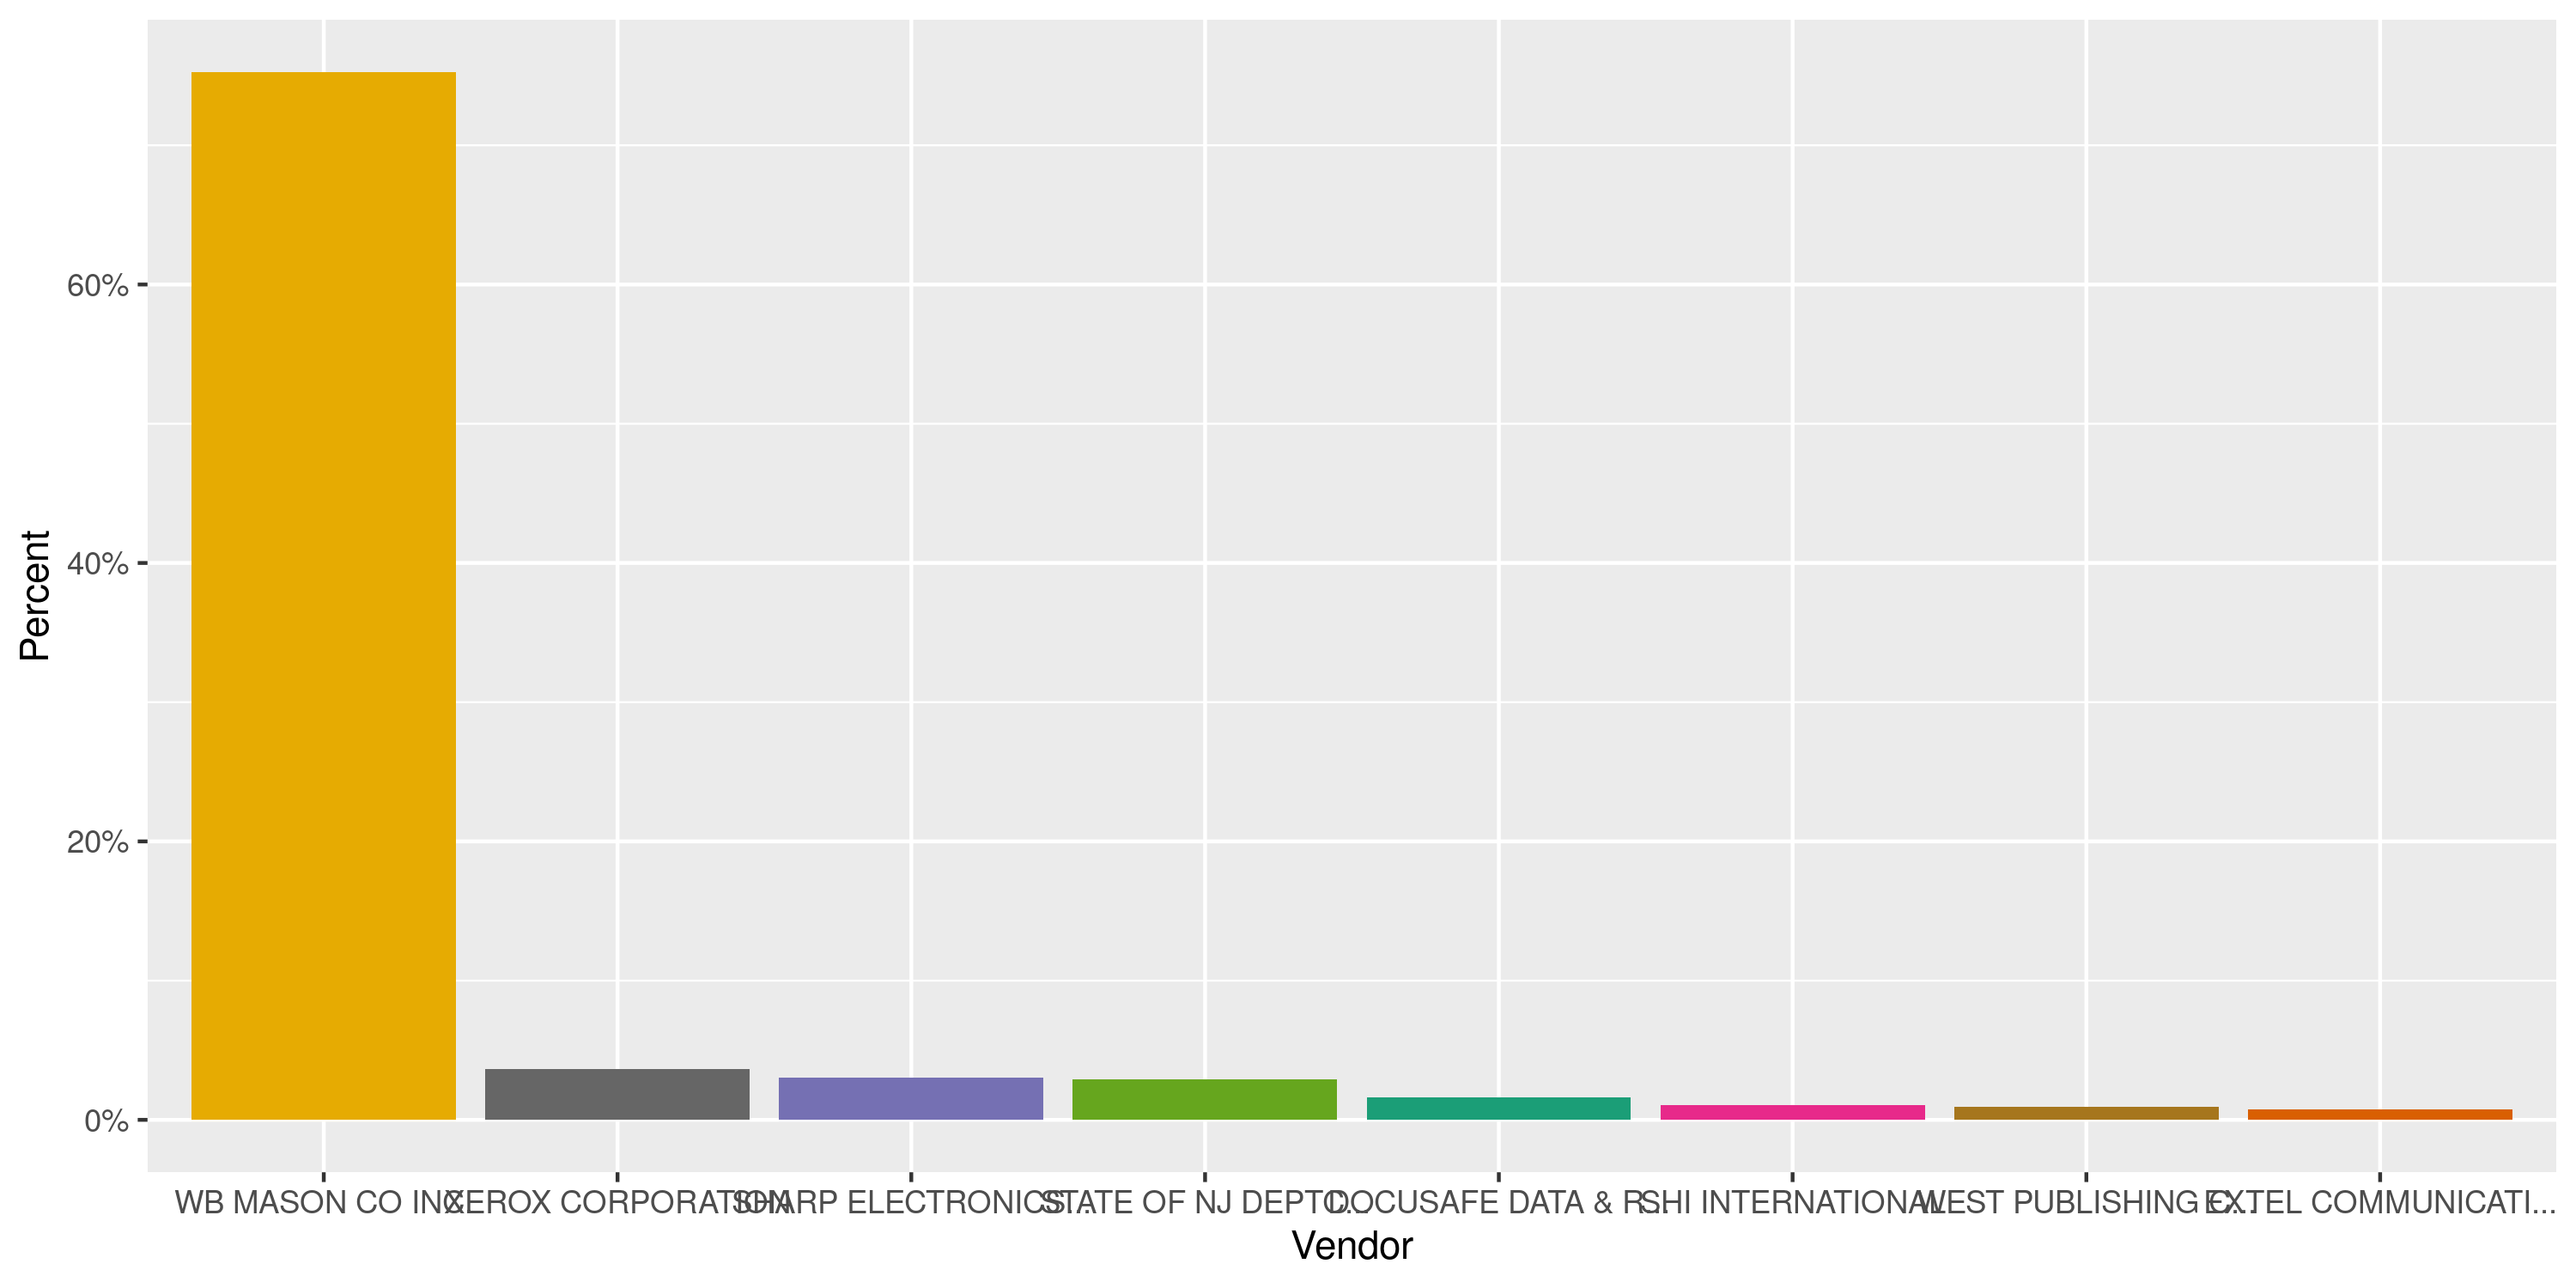 60%
40%
20%
0%
Percent
WB MASON CO INC
XEROX CORPORATION
SHARP ELECTRONICS...
STATE OF NJ DEPT C...
DOCUSAFE DATA & R...
SHI INTERNATIONAL
WEST PUBLISHING C...
EXTEL COMMUNICATI...
Vendor